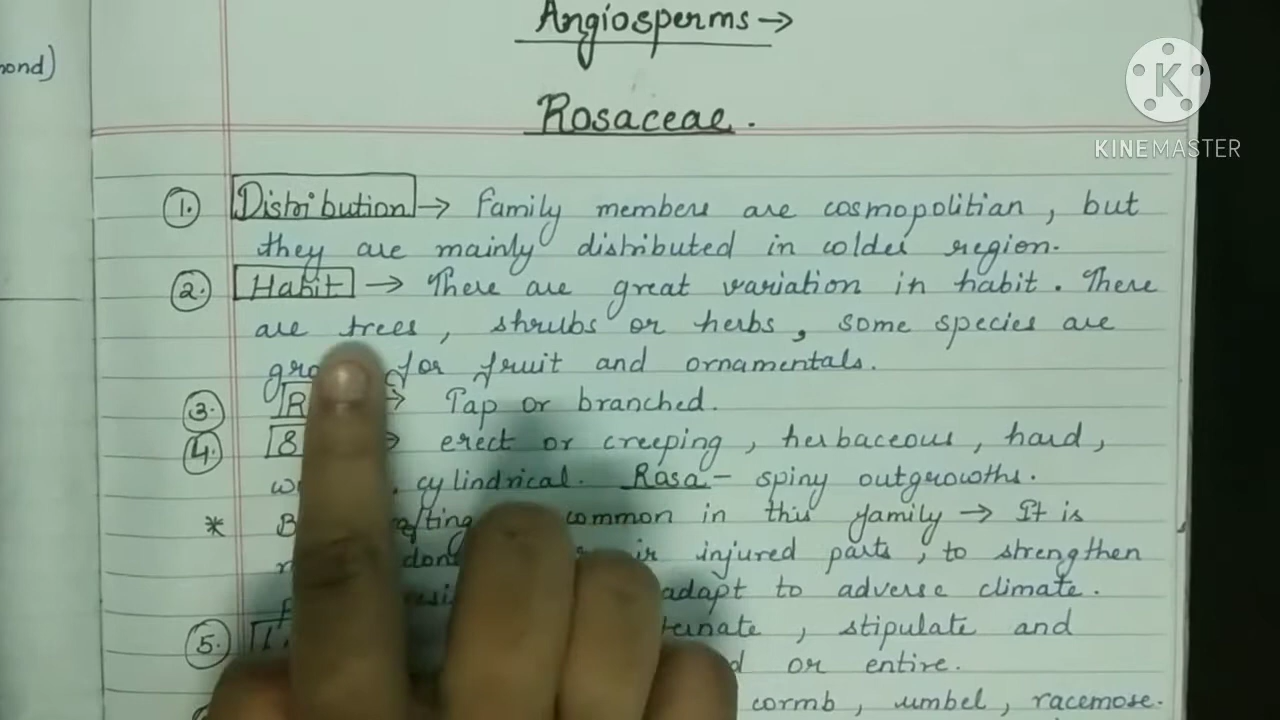 Angiosperms →
mond)
Rosaceae.
K
KINEMASTER
1. Distribution → Family members are cosmopolitian, but
they are mainly distributed in colder region.
2. Habit → There are great variation in habit. There
are trees, shrubs or herbs, some species are
for fruit and ornamentals.
3. → Tap or branched.
4. → erect or creeping, herbaceous, hard,
cylindrical. Rosa - spiny outgrowths.
* common in this family → It is
injured parts, to strengthen
adapt to adverse climate.
5. stipulate and
or entire.
cormb, umbel, racemose.